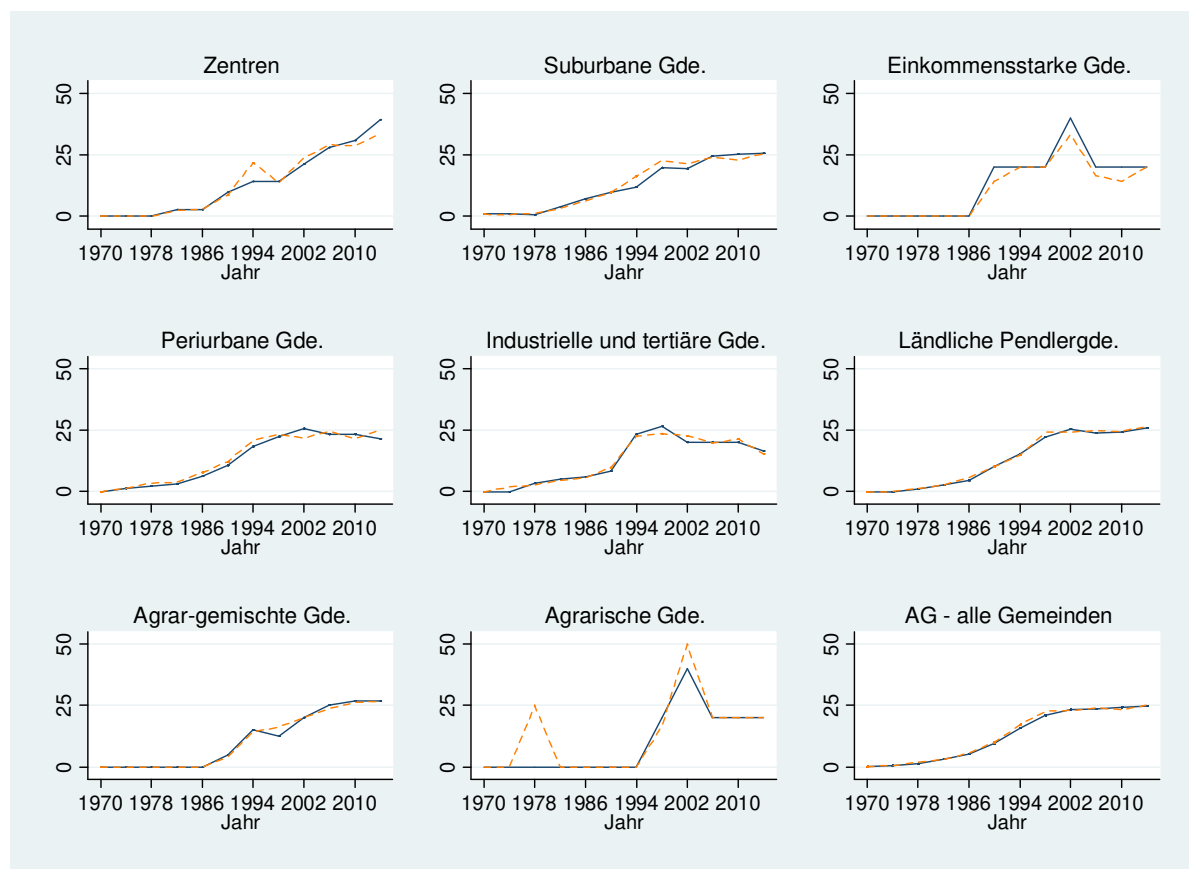 Zentren
50
25
0
1970 1978 1986 1994 2002 2010
Jahr
Suburbane Gde.
50
25
0
1970 1978 1986 1994 2002 2010
Jahr
Einkommensstarke Gde.
50
25
0
1970 1978 1986 1994 2002 2010
Jahr
Periurbane Gde.
50
25
0
1970 1978 1986 1994 2002 2010
Jahr
Industrielle und tertiäre Gde.
50
25
0
1970 1978 1986 1994 2002 2010
Jahr
Ländliche Pendlergde.
50
25
0
1970 1978 1986 1994 2002 2010
Jahr
Agrar-gemischte Gde.
50
25
0
1970 1978 1986 1994 2002 2010
Jahr
Agrarische Gde.
50
25
0
1970 1978 1986 1994 2002 2010
Jahr
AG - alle Gemeinden
50
25
0
1970 1978 1986 1994 2002 2010
Jahr